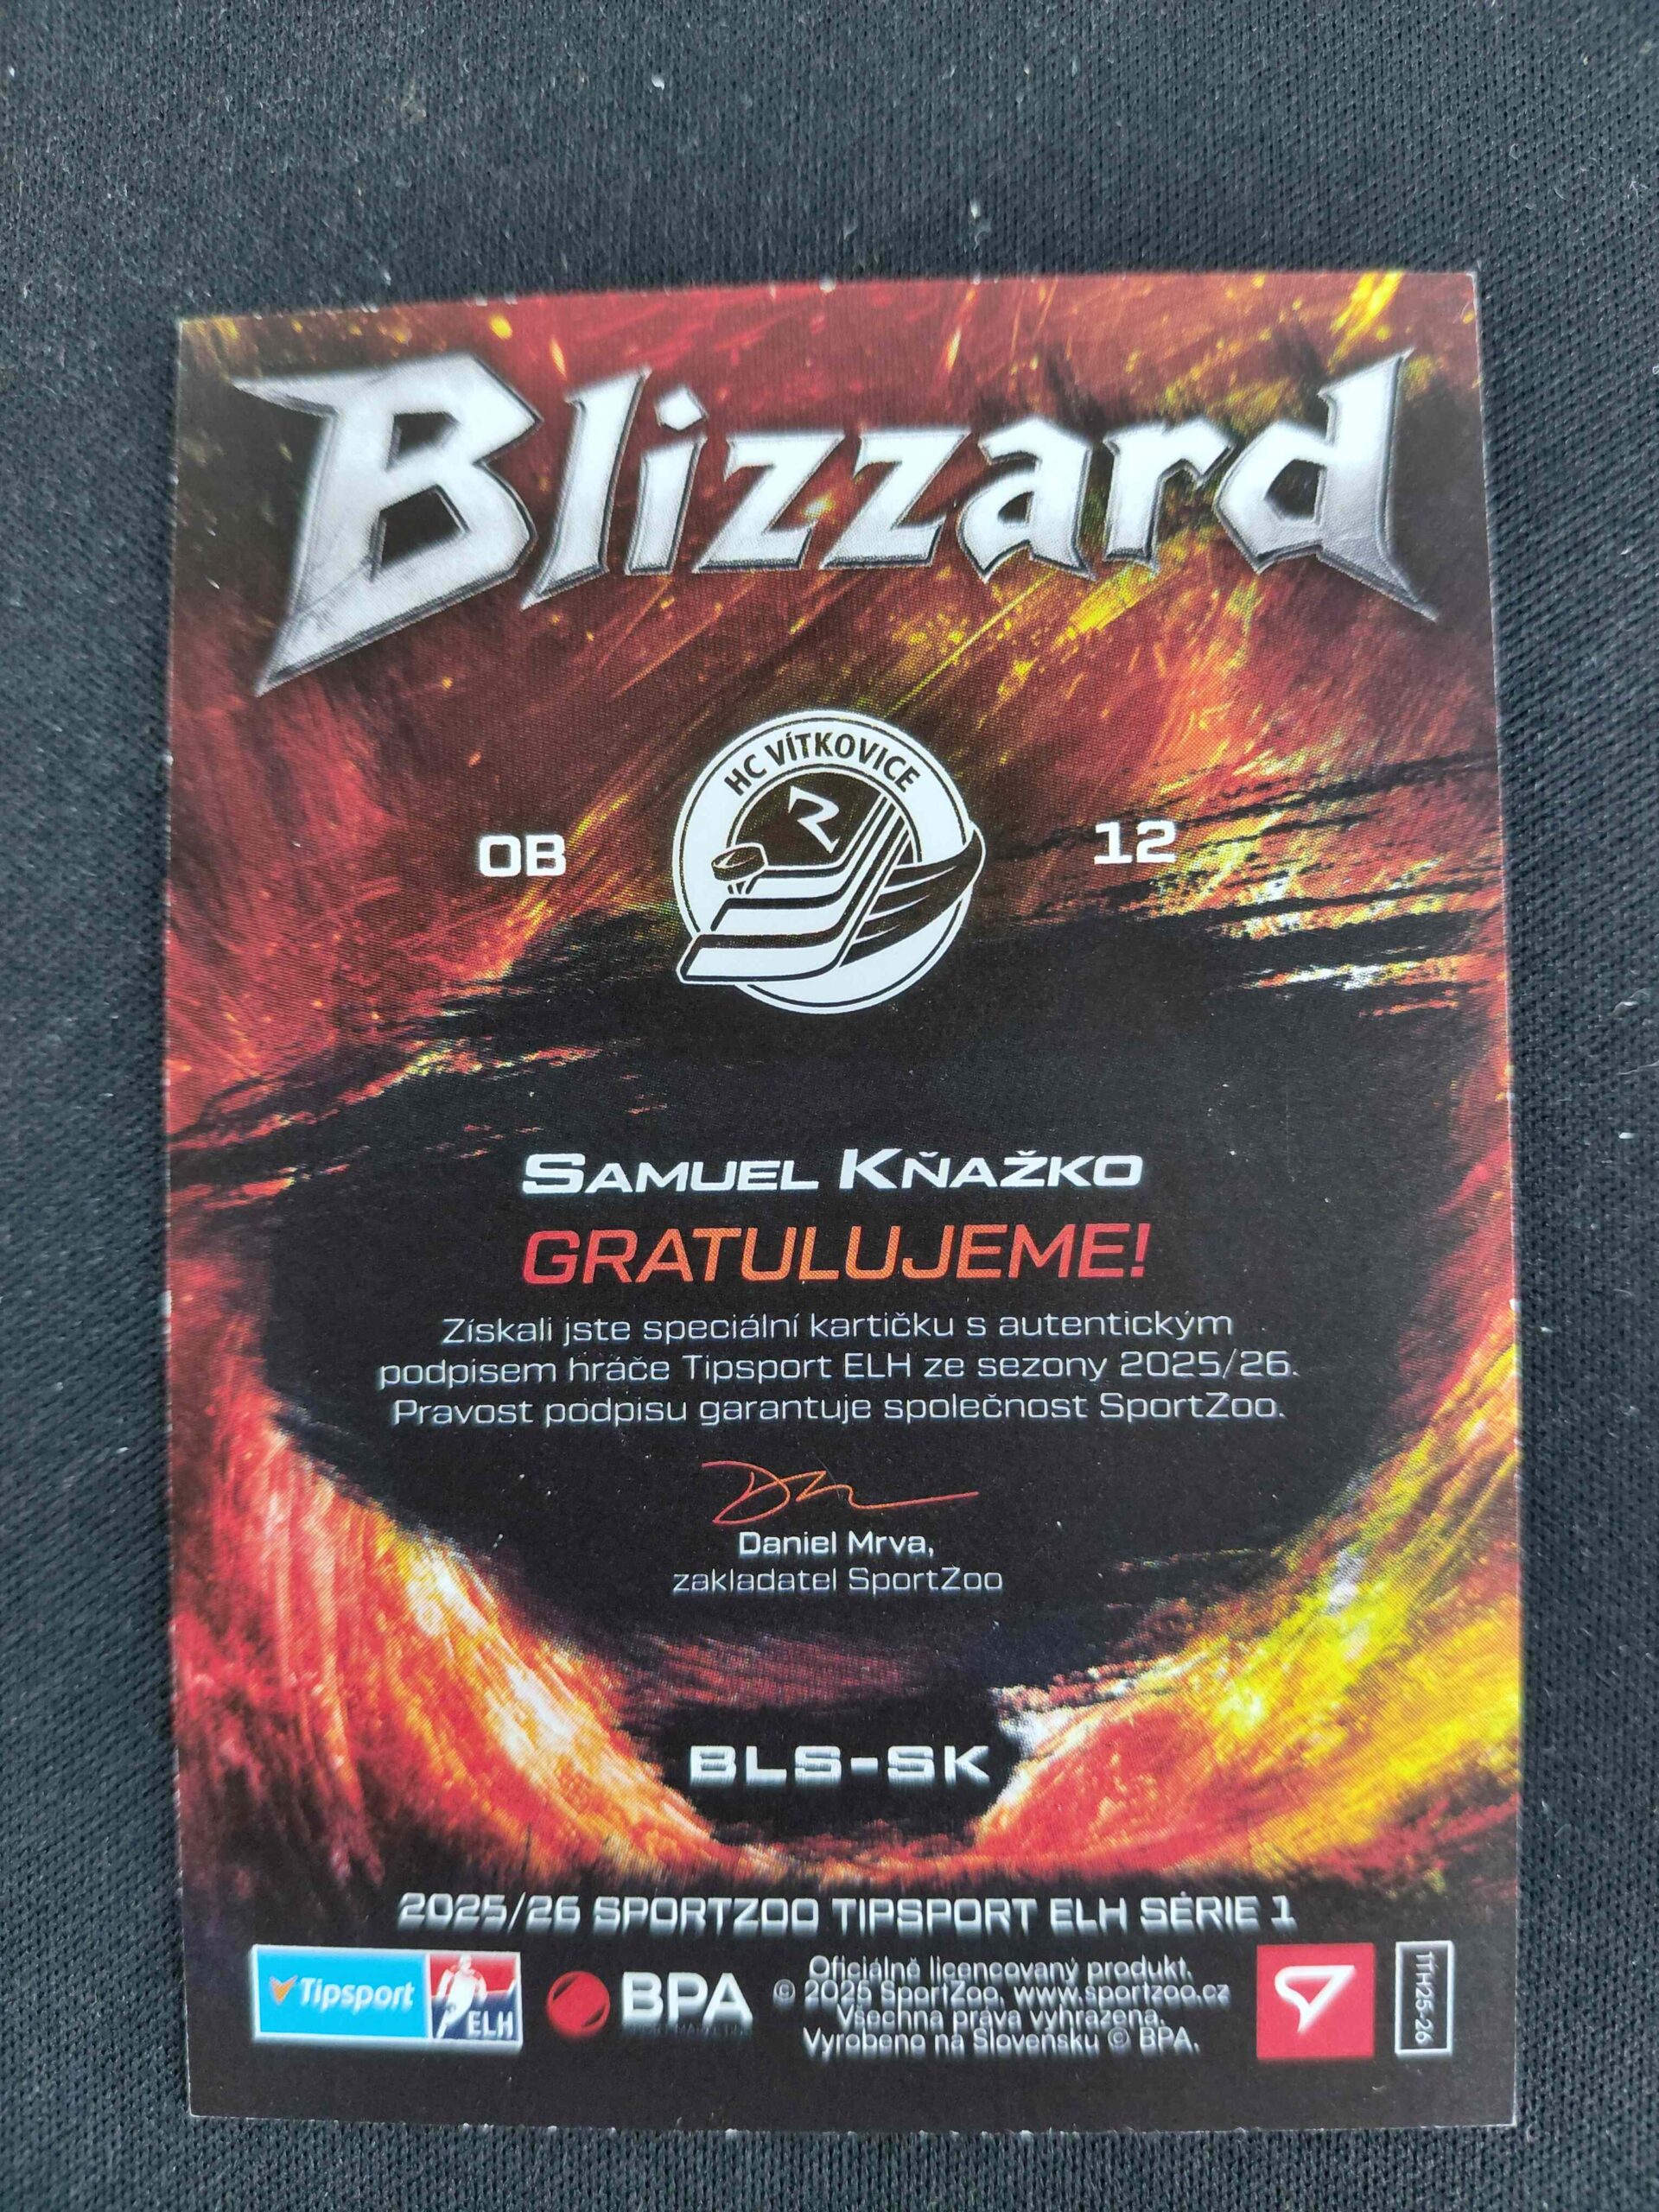 Blizzard
HC VÍTKOVICE
OB
12
SAMUEL KŇAŽKO
GRATULUJEME!
Získali jste speciální kartičku s autentickým
podpisem hráče Tipsport ELH ze sezony 2025/26.
Pravost podpisu garantuje společnost SportZoo.
Daniel Mrva,
zakladatel SportZoo
BLS-SK
2025/26 SPORTZOO TIPSPORT ELH SÉRIE 1
Tipsport
ELH
BPA
Oficiálně licencovaný produkt.
© 2025 SportZoo, www.sportzoo.cz
Všechna práva vyhrazena.
Vyrobeno na Slovensku © BPA.
TTH25-26